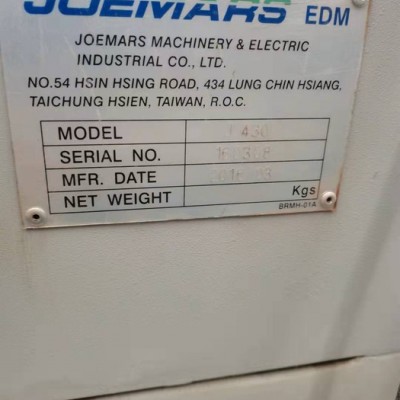 JOEMARS EDM
JOEMARS MACHINERY & ELECTRIC
INDUSTRIAL CO., LTD.
NO.54 HSIN HSING ROAD, 434 LUNG CHIN HSIANG,
TAICHUNG HSIEN, TAIWAN, R.O.C.
MODEL
SERIAL NO.
MFR. DATE
NET WEIGHT Kgs
BRMH-01A